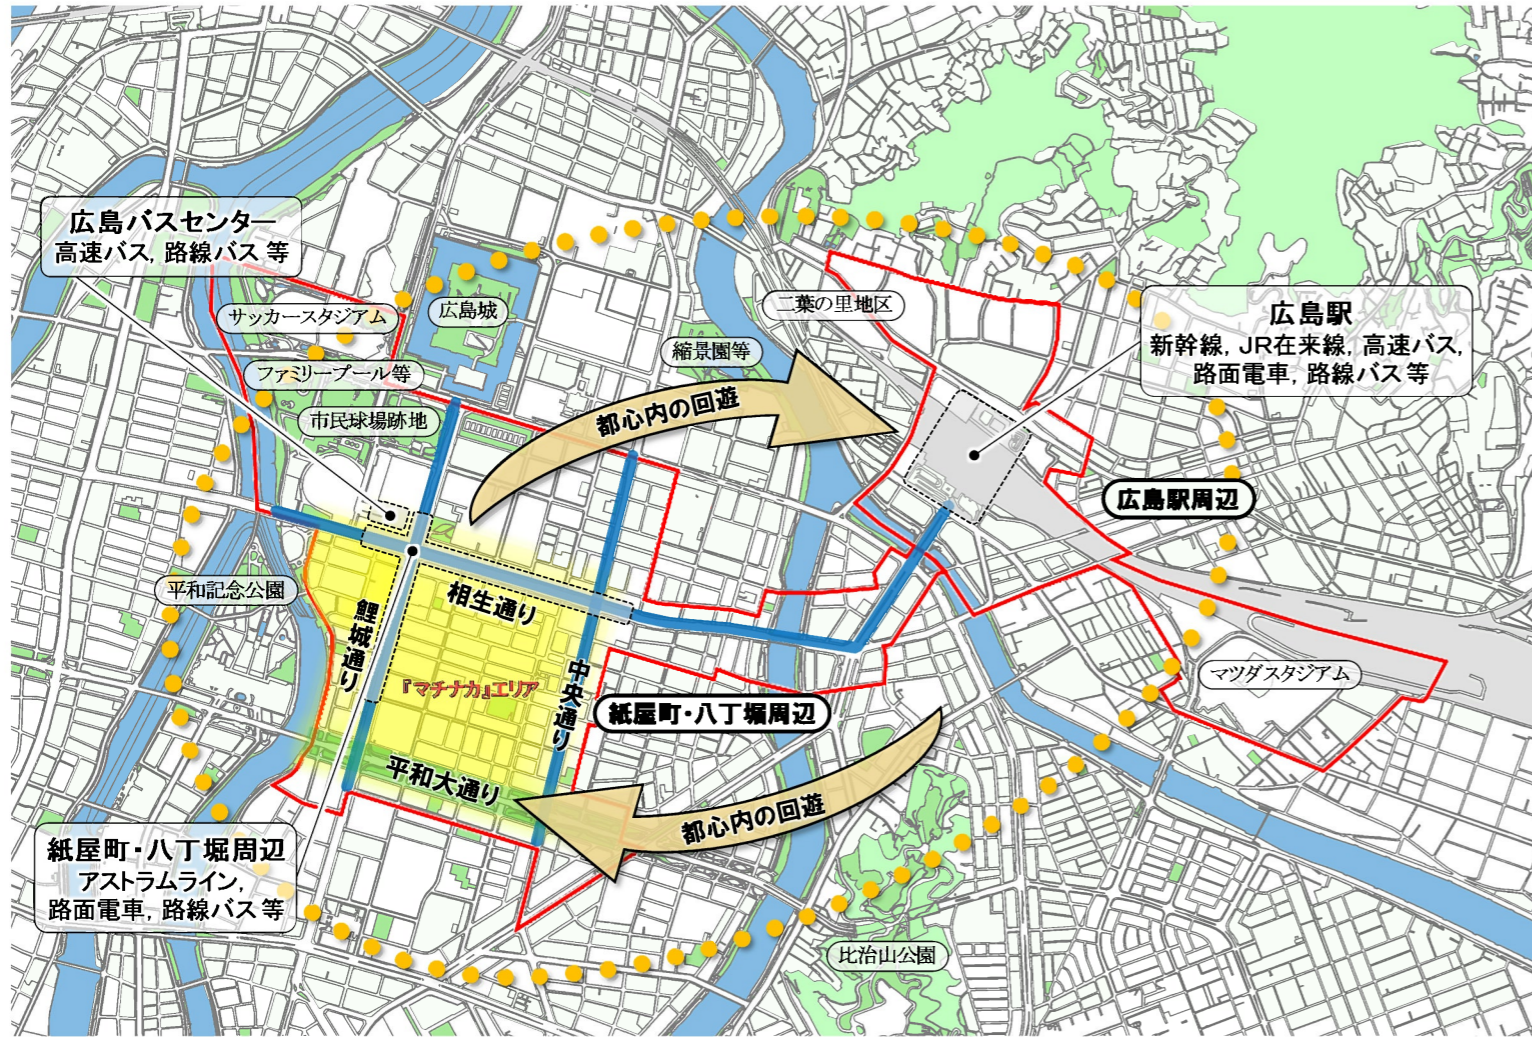 広島バスセンター
高速バス, 路線バス 等
サッカースタジアム
広島城
ファミリープール等
市民球場跡地
縮景園等
二葉の里地区
広島駅
新幹線, JR在来線, 高速バス,
路面電車, 路線バス 等
都心内の回遊
広島駅周辺
平和記念公園
相生通り
鯉城通り
『マチナカ』エリア
中央通り
紙屋町・八丁堀周辺
マツダスタジアム
平和大通り
都心内の回遊
紙屋町・八丁堀周辺
アストラムライン,
路面電車, 路線バス 等
比治山公園